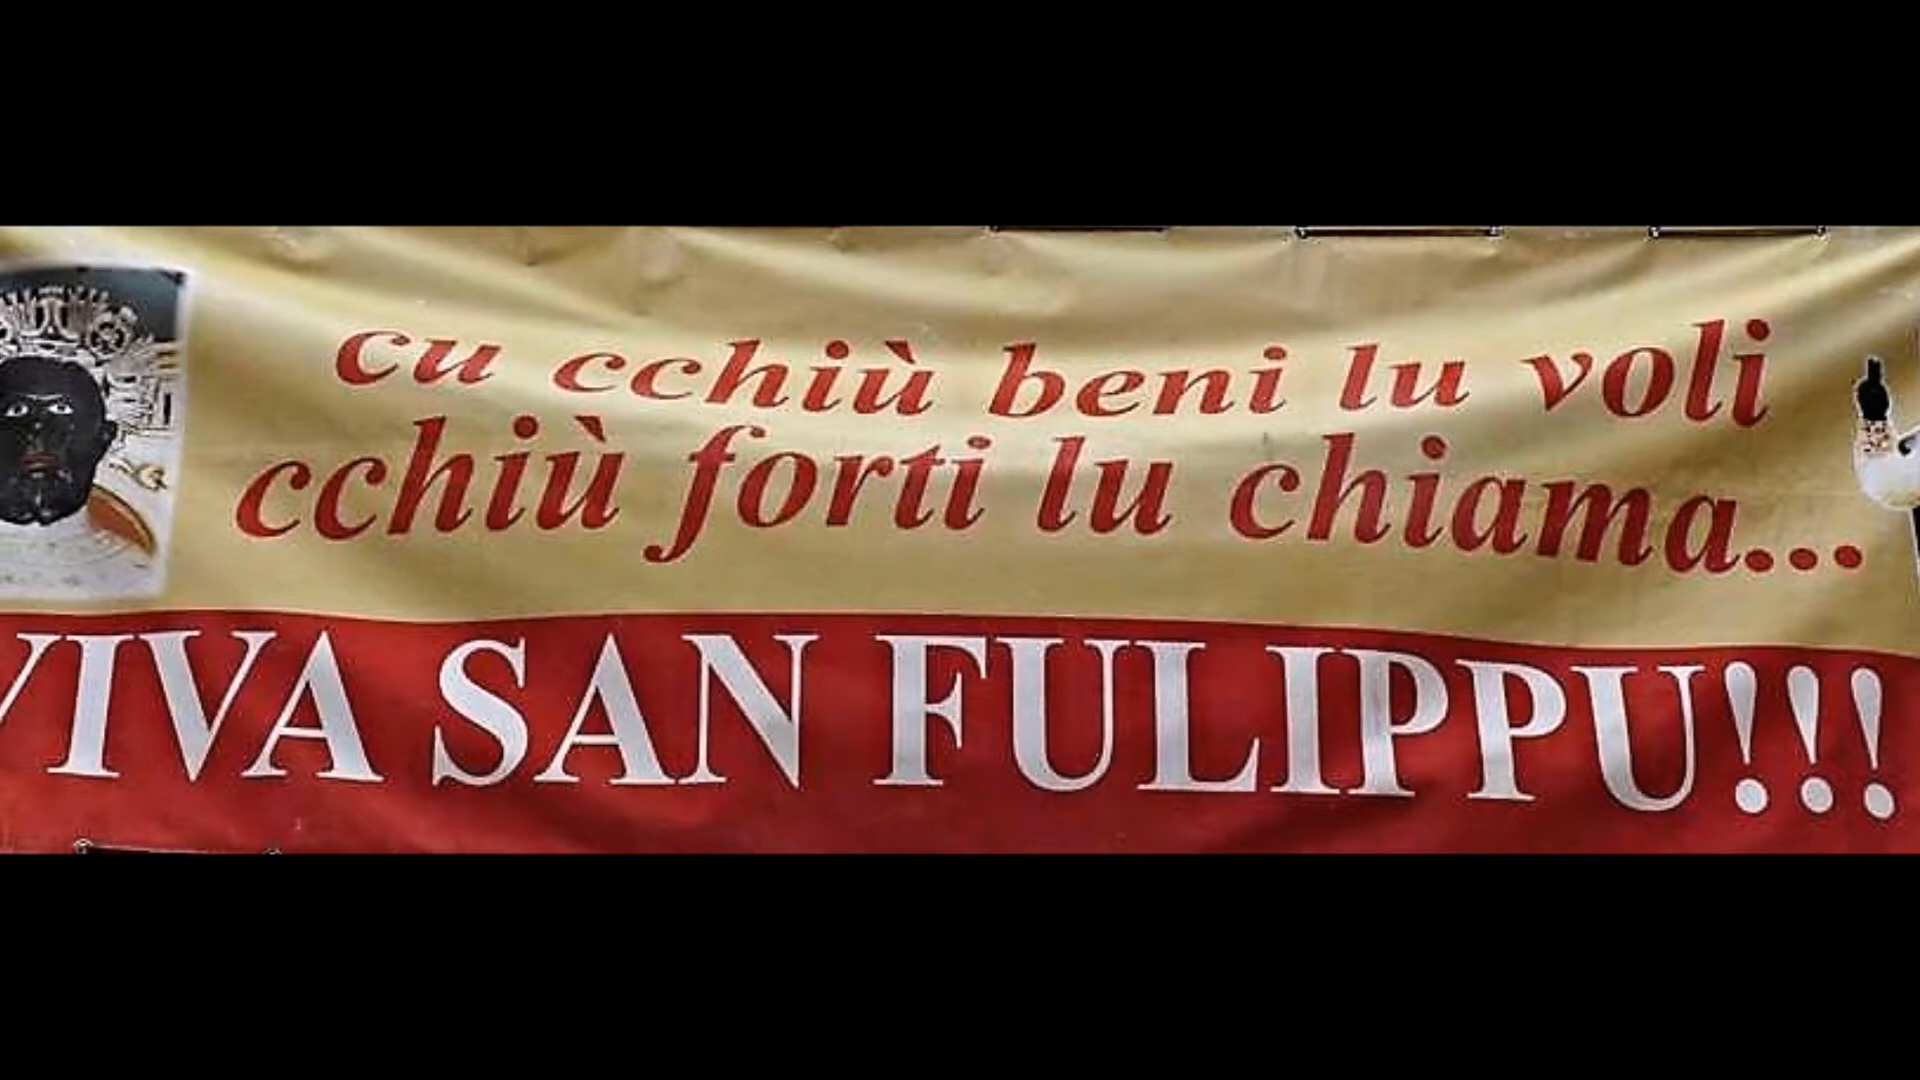 cu cchiù beni lu voli
cchiù forti lu chiama...
VIVA SAN FULIPPU!!!